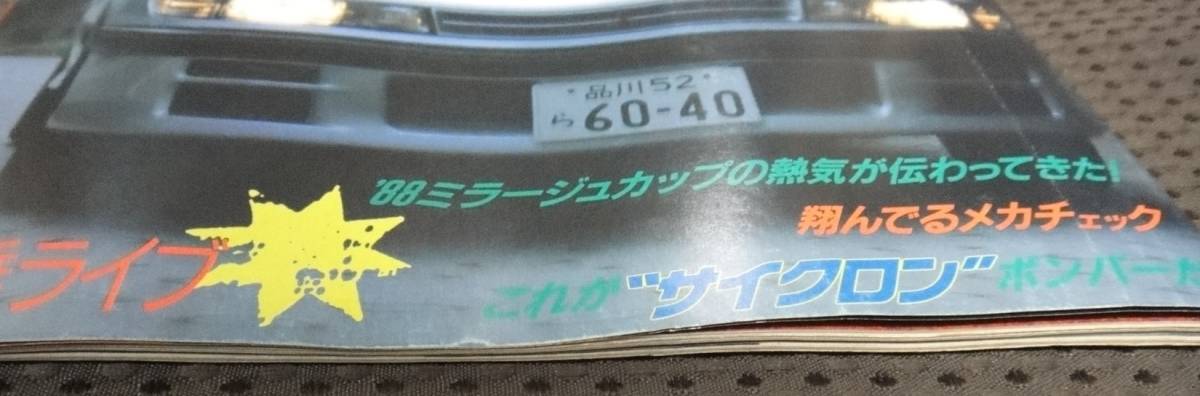 品川52
ら 60-40
'88ミラージュカップの熱気が伝わってきた!
翔んでるメカチェック
ライブ
これが"サイクロン"ボンバーだ